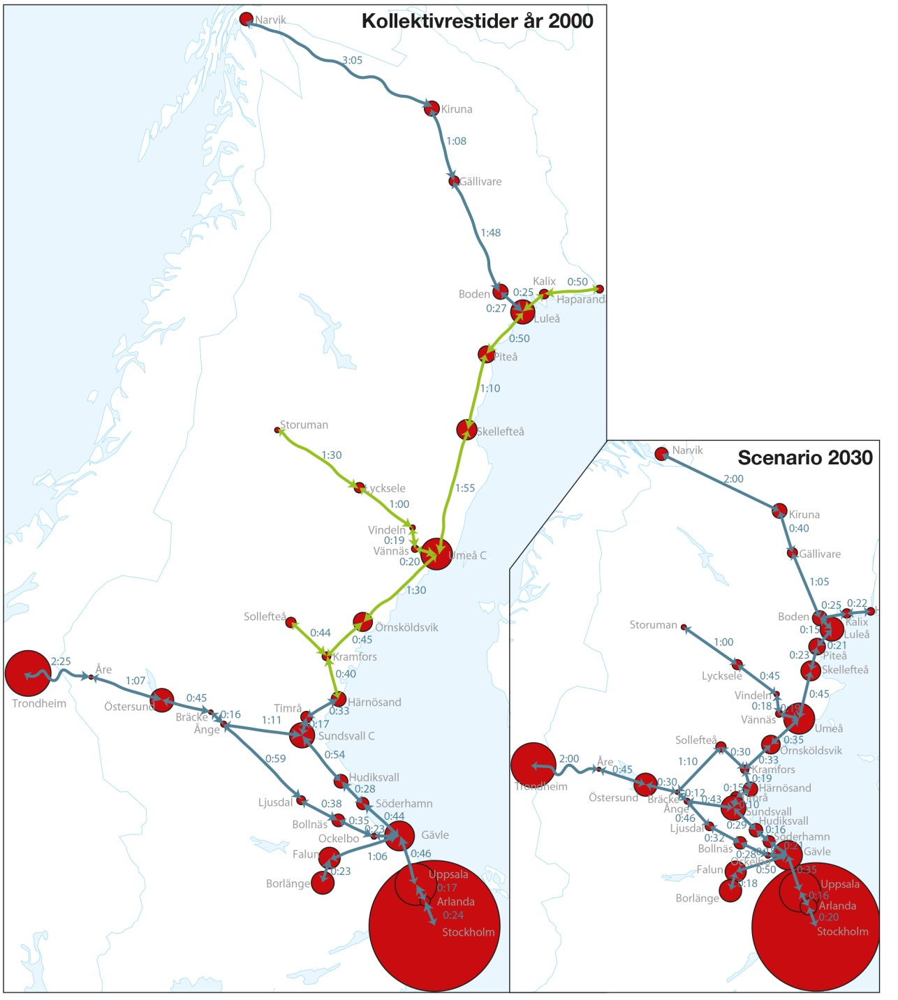 Kollektivrestider år 2000
Narvik
3:05
Kiruna
1:08
Gällivare
1:48
Kalix
0:50
Boden
0:25
Haparand
0:27
Luleå
0:50
Piteå
1:10
Storuman
Skellefteå
1:30
Lycksele
1:55
1:00
Vindeln
0:19
Vännäs
Umeå C
0:20
1:30
Sollefteå
Örnsköldsvik
0:44
0:45
Kramfors
2:25
Åre
0:40
1:07
Östersund
0:45
Trondheim
Härnösand
Timrå
0:33
Bräcke
0:16
1:11
0:17
Ånge
Sundsvall C
0:59
0:54
Hudiksvall
0:28
Ljusdal
0:38
Söderhamn
0:44
Bollnäs
0:35
0:23
Ockelbo
Gävle
Falun
1:06
0:46
0:23
Borlänge
Uppsala
0:17
Arlanda
0:24
Stockholm
Scenario 2030
Narvik
2:00
Kiruna
0:40
Gällivare
1:05
0:25
0:22
H
Boden
Kalix
0:15
Luleå
Storuman
0:21
1:00
0:23
Piteå
Skellefteå
Lycksele
0:45
Vindeln
0:45
0:18
0:19
Vännäs
Umeå
Sollefteå
0:35
Örnsköldsvik
0:30
2:00
Åre
1:10
0:33
0:45
Kramfors
0:30
0:19
Trondheim
Östersund
Bräcke
0:12
0:15
Härnösand
Timrå
0:43
0:10
Ånge
Sundsvall
0:46
0:29
Hudiksvall
Ljusdal
0:16
0:32
Söderhamn
Bollnäs
0:21
0:28
Gävle
Ockelbo
Falun
0:50
0:35
0:18
Borlänge
Uppsala
0:16
Arlanda
0:20
Stockholm